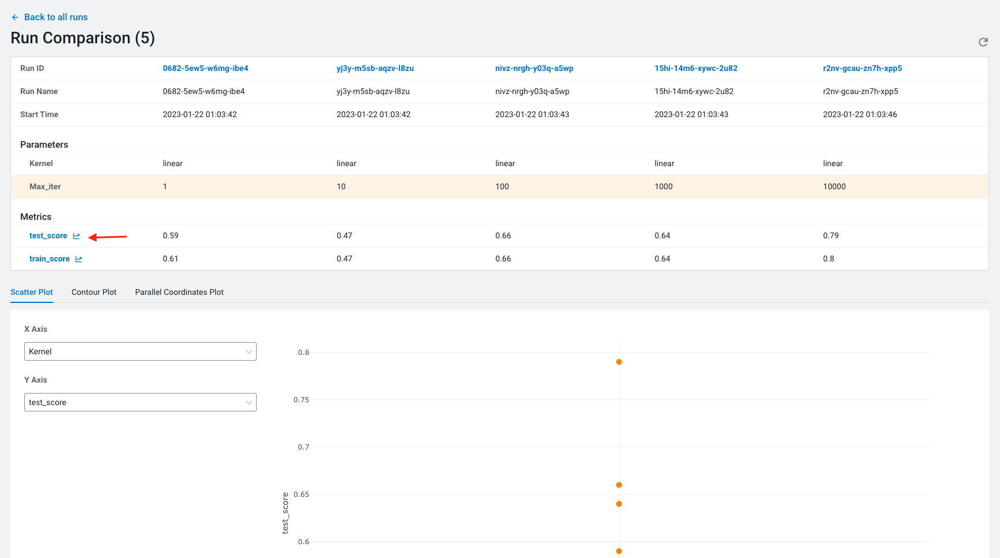 Back to all runs
Run Comparison (5)
Run ID 0682-5ew5-w6mg-ibe4 yj3y-m5sb-aqzv-l8zu nivz-nrgh-y03q-a5wp 15hi-14m6-xywc-2u82 r2nv-gcau-zn7h-xpp5
Run Name 0682-5ew5-w6mg-ibe4 yj3y-m5sb-aqzv-l8zu nivz-nrgh-y03q-a5wp 15hi-14m6-xywc-2u82 r2nv-gcau-zn7h-xpp5
Start Time 2023-01-22 01:03:42 2023-01-22 01:03:42 2023-01-22 01:03:43 2023-01-22 01:03:43 2023-01-22 01:03:46
Parameters
Kernel linear linear linear linear linear
Max_iter 1 10 100 1000 10000
Metrics
test_score 0.59 0.47 0.66 0.64 0.79
train_score 0.61 0.47 0.66 0.64 0.8
Scatter Plot Contour Plot Parallel Coordinates Plot
X Axis
Kernel
Y Axis
test_score
0.8
0.75
0.7
0.65
0.6
test_score